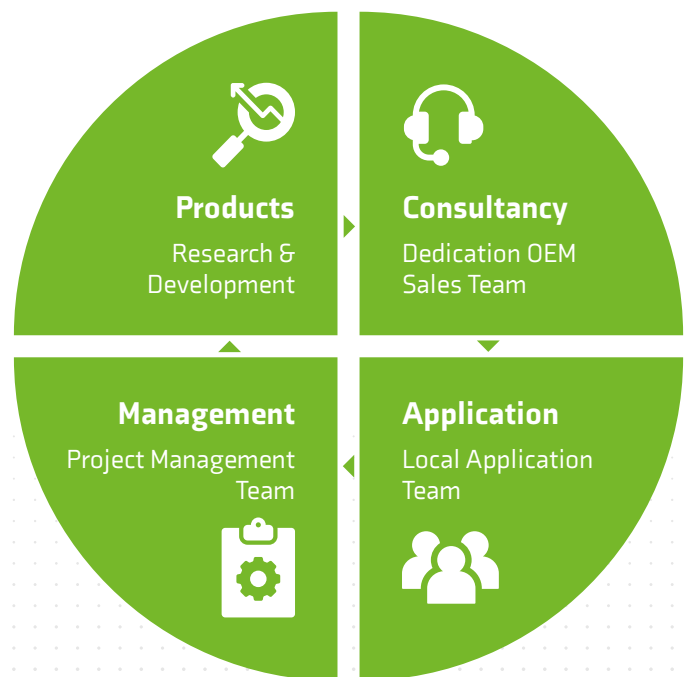 Products
Research &
Development
Consultancy
Dedication OEM
Sales Team
Management
Project Management
Team
Application
Local Application
Team